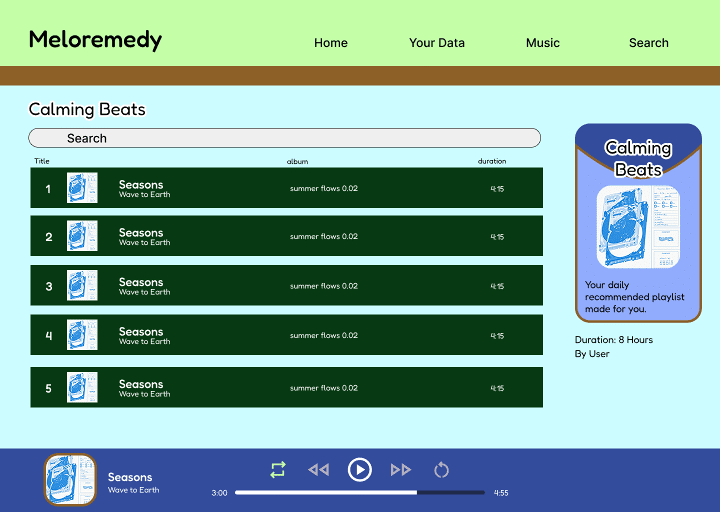 Meloremedy
Home Your Data Music Search
Calming Beats
Search
Title album duration
1 Seasons summer flows 0.02 4:15
Wave to Earth
2 Seasons summer flows 0.02 4:15
Wave to Earth
3 Seasons summer flows 0.02 4:15
Wave to Earth
4 Seasons summer flows 0.02 4:15
Wave to Earth
5 Seasons summer flows 0.02 4:15
Wave to Earth
Calming
Beats
Your daily
recommended playlist
made for you.
Duration: 8 Hours
By User
Seasons
Wave to Earth
3:00 4:55